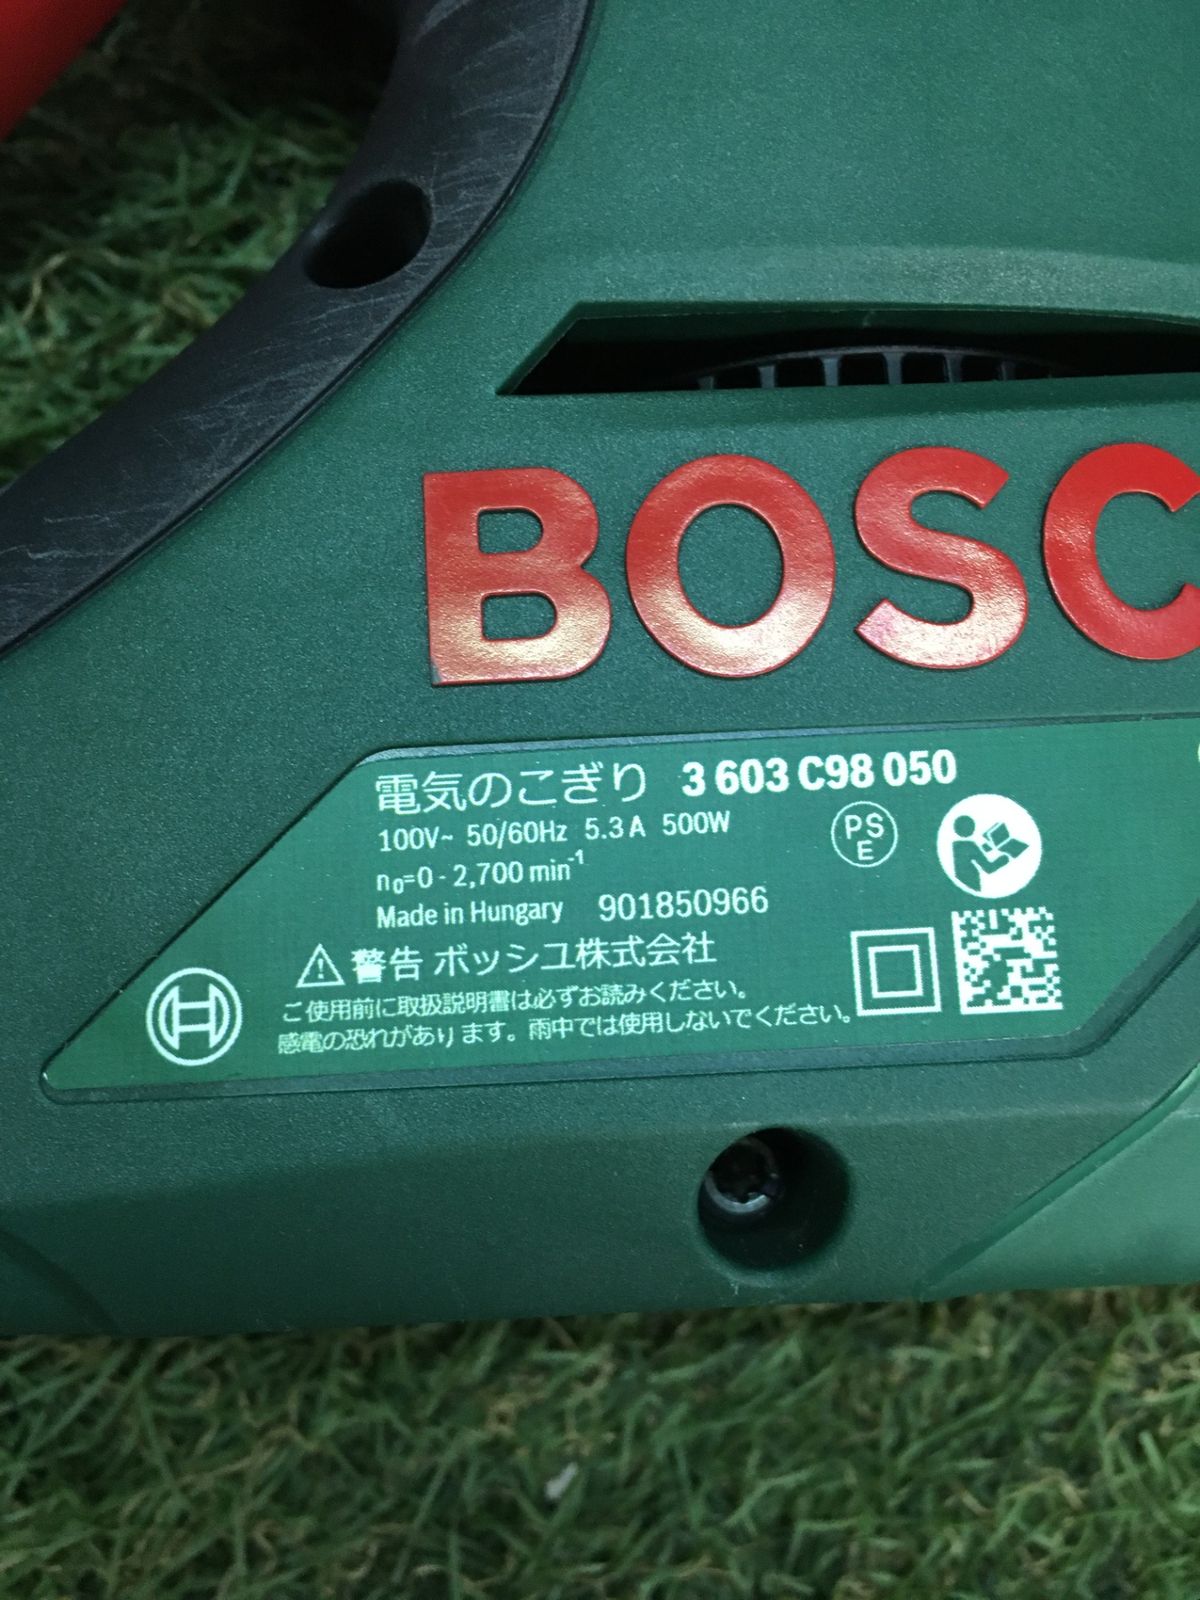 BOSC
電気のこぎり 3 603 C98 050
100V~ 50/60Hz 5.3 A 500W
n₀=0 - 2,700 min⁻¹
PS
E
Made in Hungary 901850966
警告 ボッシュ株式会社
ご使用前に取扱説明書は必ずお読みください。
感電の恐れがあります。雨中では使用しないでください。